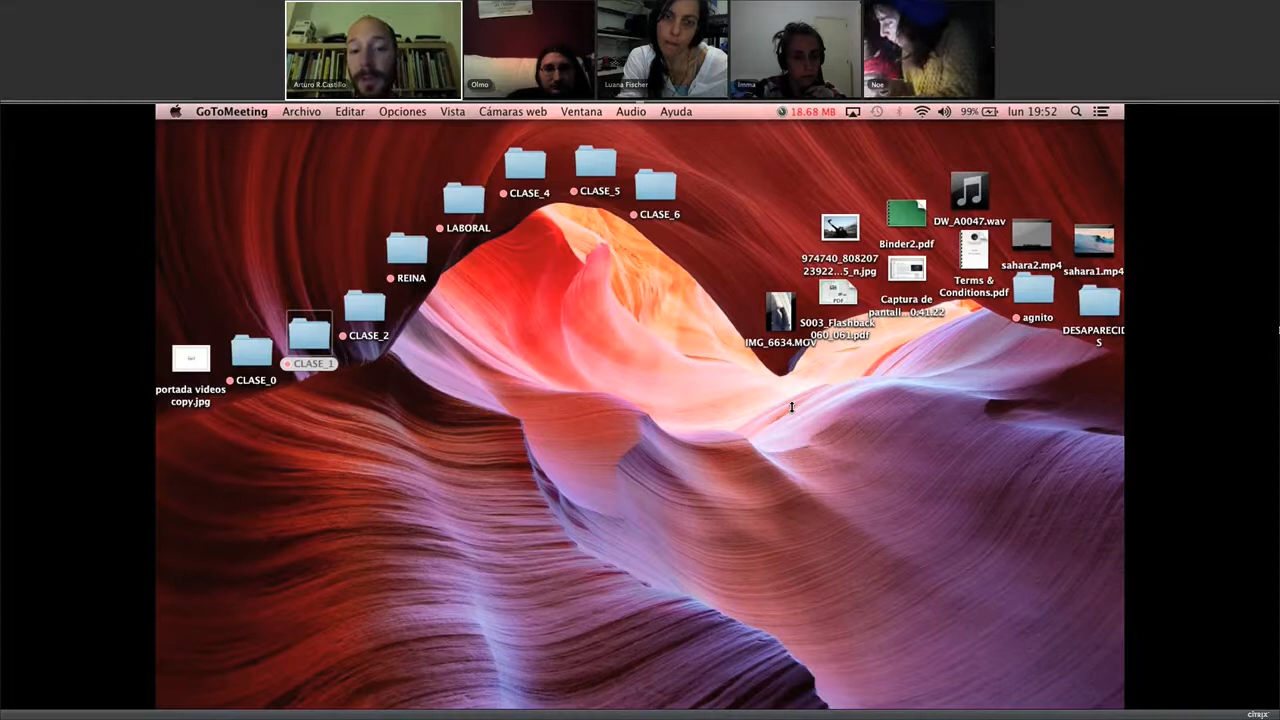 Arturo R.Castillo
Olmo
Luana Fischer
Imma
Noe
GoToMeeting Archivo Editar Opciones Vista Cámaras web Ventana Audio Ayuda 18.68 MB 99% lun 19:52
CLASE_4
CLASE_5
CLASE_6
LABORAL
REINA
CLASE_2
CLASE_1
CLASE_0
portada videos
copy.jpg
DW_A0047.wav
Binder2.pdf
974740_808207
23922...5_n.jpg
sahara2.mp4
sahara1.mp4
Terms &
Conditions.pdf
Captura de
pantall...0.41.22
PDF
S003_Flashback
060_061.pdf
IMG_6634.MOV
agnito
DESAPARECID
S
CITRIX